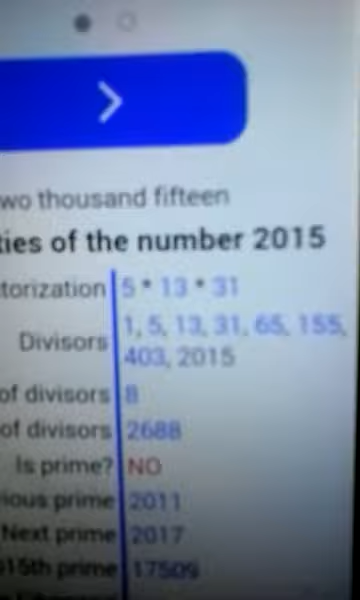 wo thousand fifteen
ties of the number 2015
torization 5 * 13 * 31
Divisors 1, 5, 13, 31, 65, 155,
403, 2015
of divisors 8
of divisors 2688
Is prime? NO
ious prime 2011
Next prime 2017
15th prime 17509